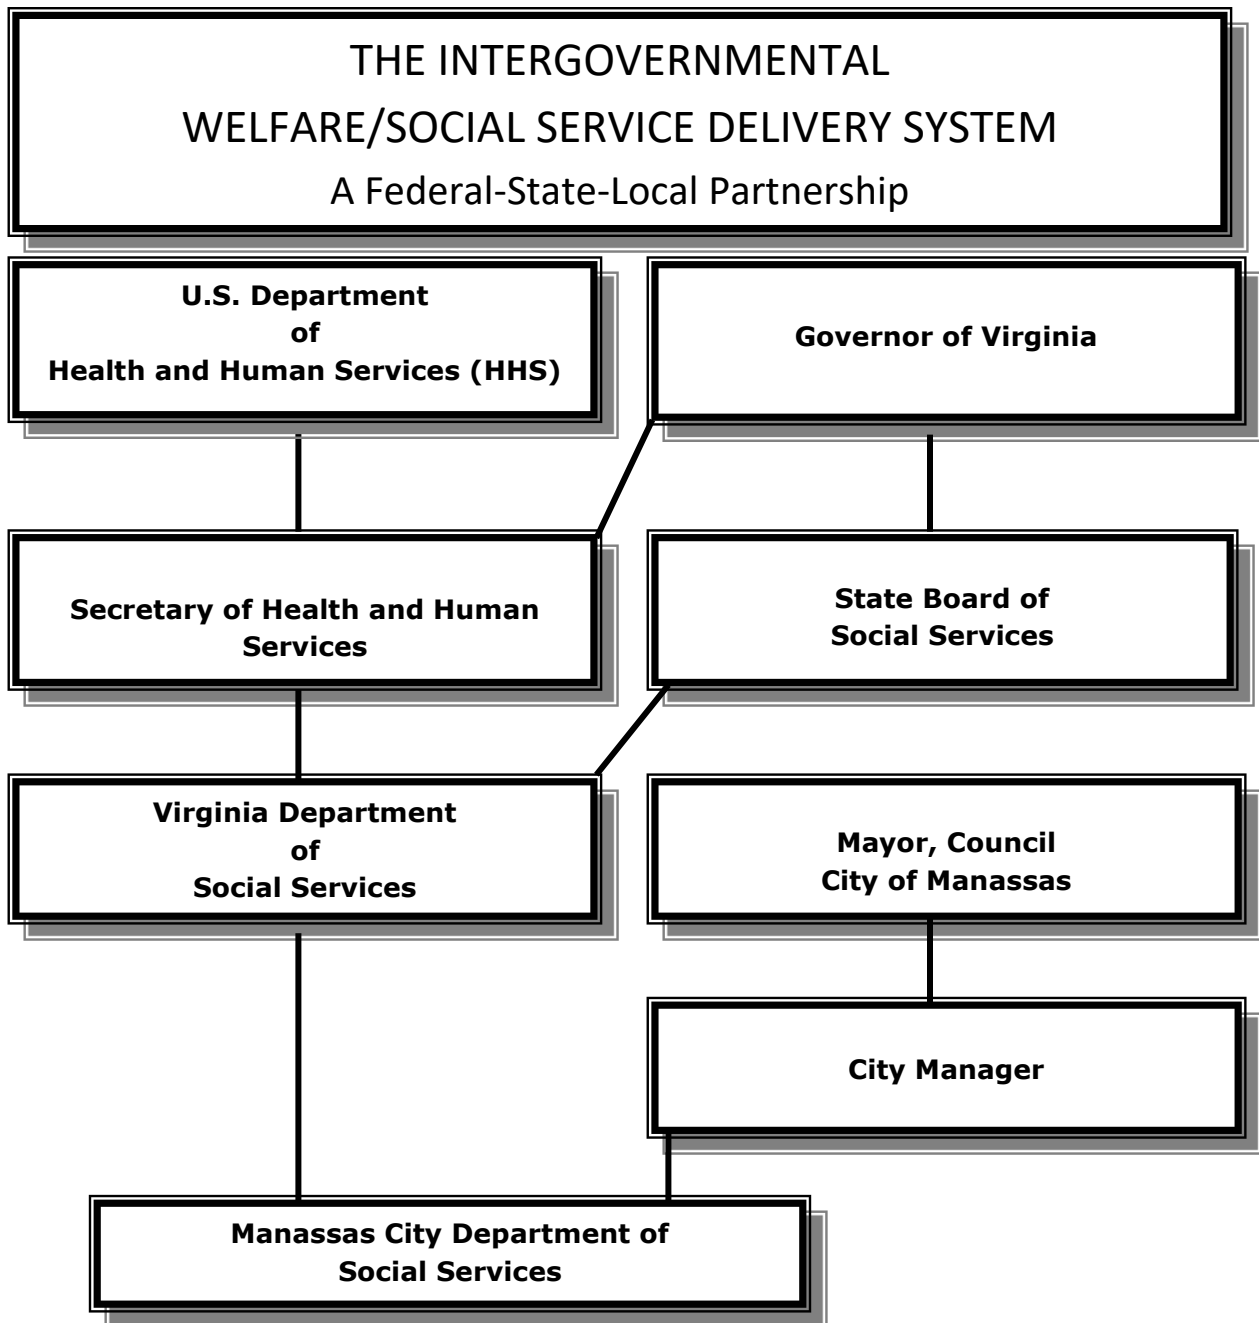 THE INTERGOVERNMENTAL
WELFARE/SOCIAL SERVICE DELIVERY SYSTEM
A Federal-State-Local Partnership
U.S. Department
of
Health and Human Services (HHS)
Governor of Virginia
Secretary of Health and Human
Services
State Board of
Social Services
Virginia Department
of
Social Services
Mayor, Council
City of Manassas
City Manager
Manassas City Department of
Social Services